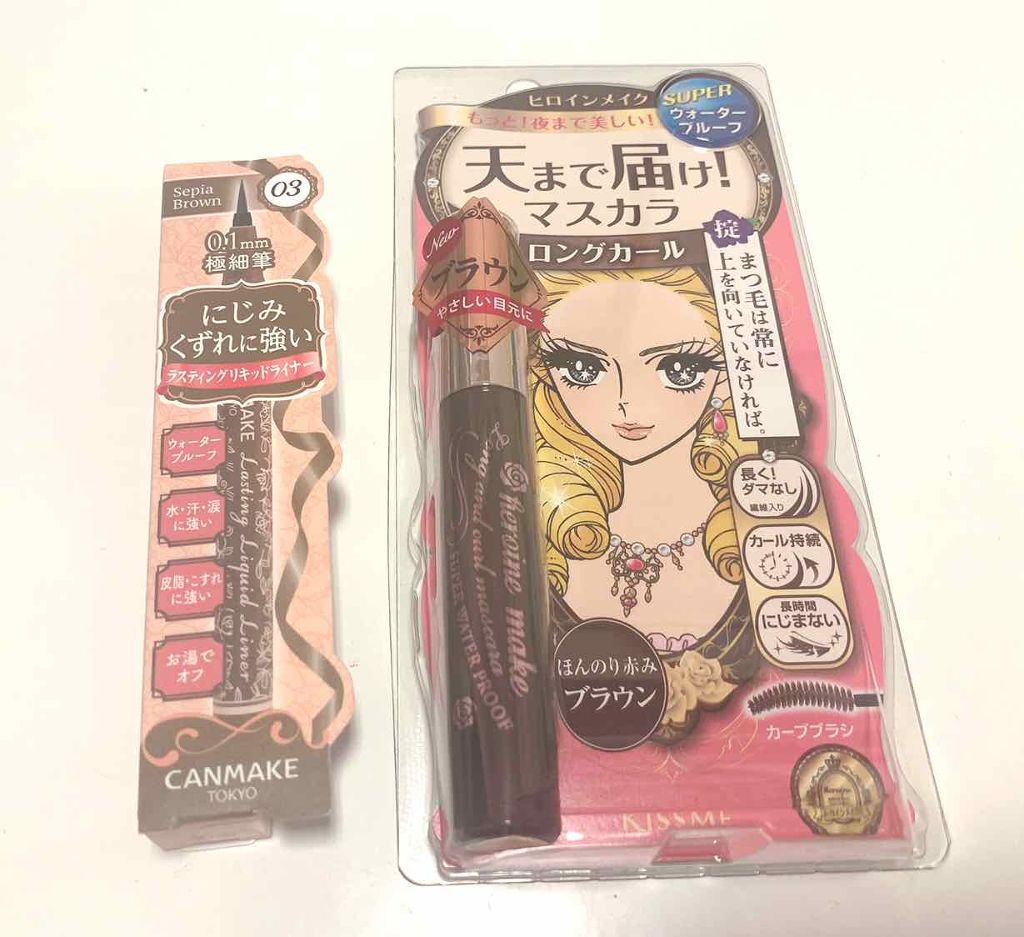 Sepia
Brown
03
0.1mm
極細筆
にじみ
くずれに強い
ラスティングリキッドライナー
ウォーター
プルーフ
水・汗・涙
に強い
皮脂・こすれ
に強い
お湯で
オフ
Lasting Liquid Liner
CANMAKE
TOKYO
ヒロインメイク
もっと!夜まで美しい!
SUPER
ウォーター
プルーフ
天まで届け!
マスカラ
ロングカール
New
ブラウン
やさしい目元に
掟
まつ毛は常に
上を向いていなければ。
heroine make
Long and curl mascara
SUPER WATER PROOF
長く!
ダマなし
繊維入り
カール持続
長時間
にじまない
ほんのり赤み
ブラウン
カーブブラシ
KISSME